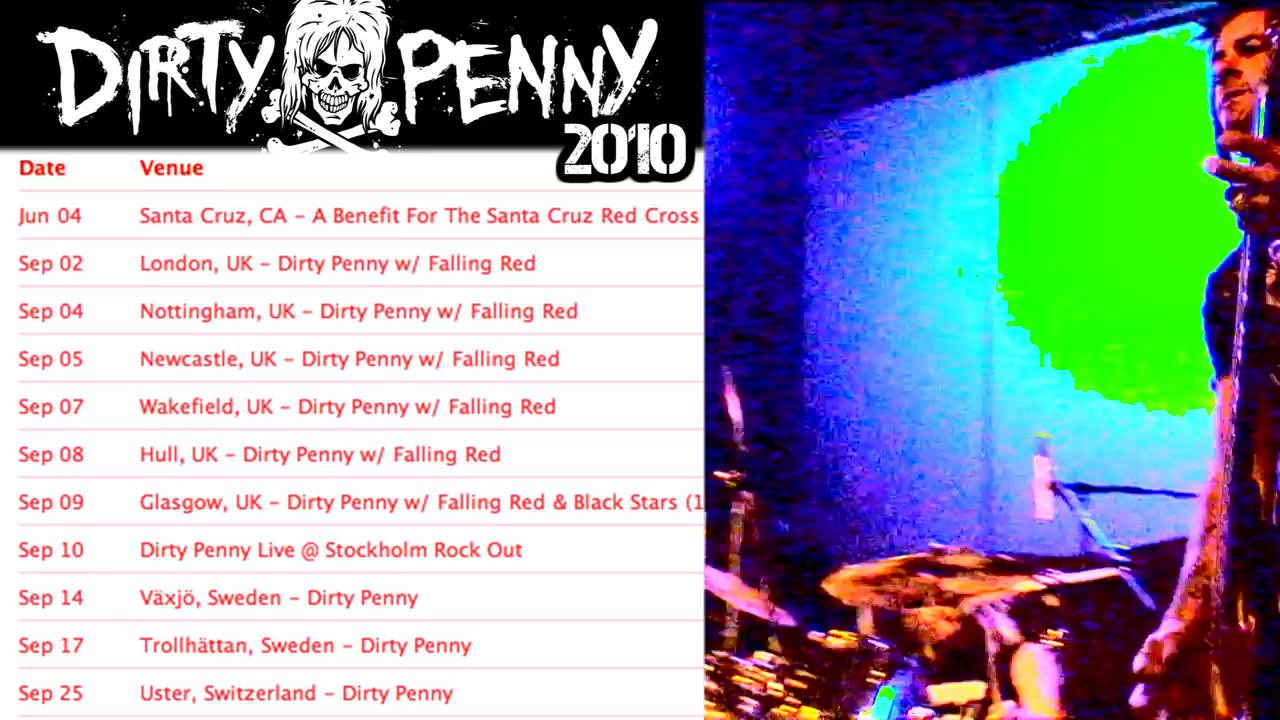 DIRTY PENNY
2010
Date Venue
Jun 04 Santa Cruz, CA – A Benefit For The Santa Cruz Red Cross
Sep 02 London, UK – Dirty Penny w/ Falling Red
Sep 04 Nottingham, UK – Dirty Penny w/ Falling Red
Sep 05 Newcastle, UK – Dirty Penny w/ Falling Red
Sep 07 Wakefield, UK – Dirty Penny w/ Falling Red
Sep 08 Hull, UK – Dirty Penny w/ Falling Red
Sep 09 Glasgow, UK – Dirty Penny w/ Falling Red & Black Stars (1
Sep 10 Dirty Penny Live @ Stockholm Rock Out
Sep 14 Växjö, Sweden – Dirty Penny
Sep 17 Trollhättan, Sweden – Dirty Penny
Sep 25 Uster, Switzerland – Dirty Penny